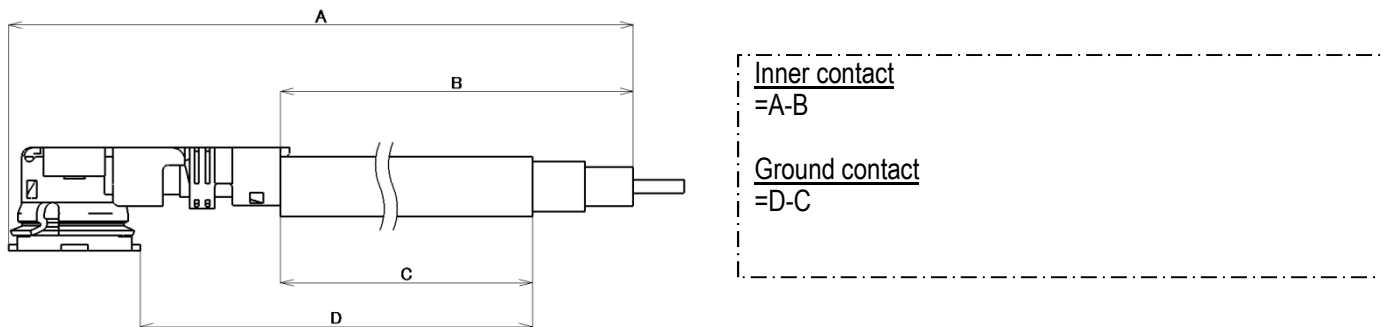 A
B
C
D
Inner contact
=A-B
Ground contact
=D-C